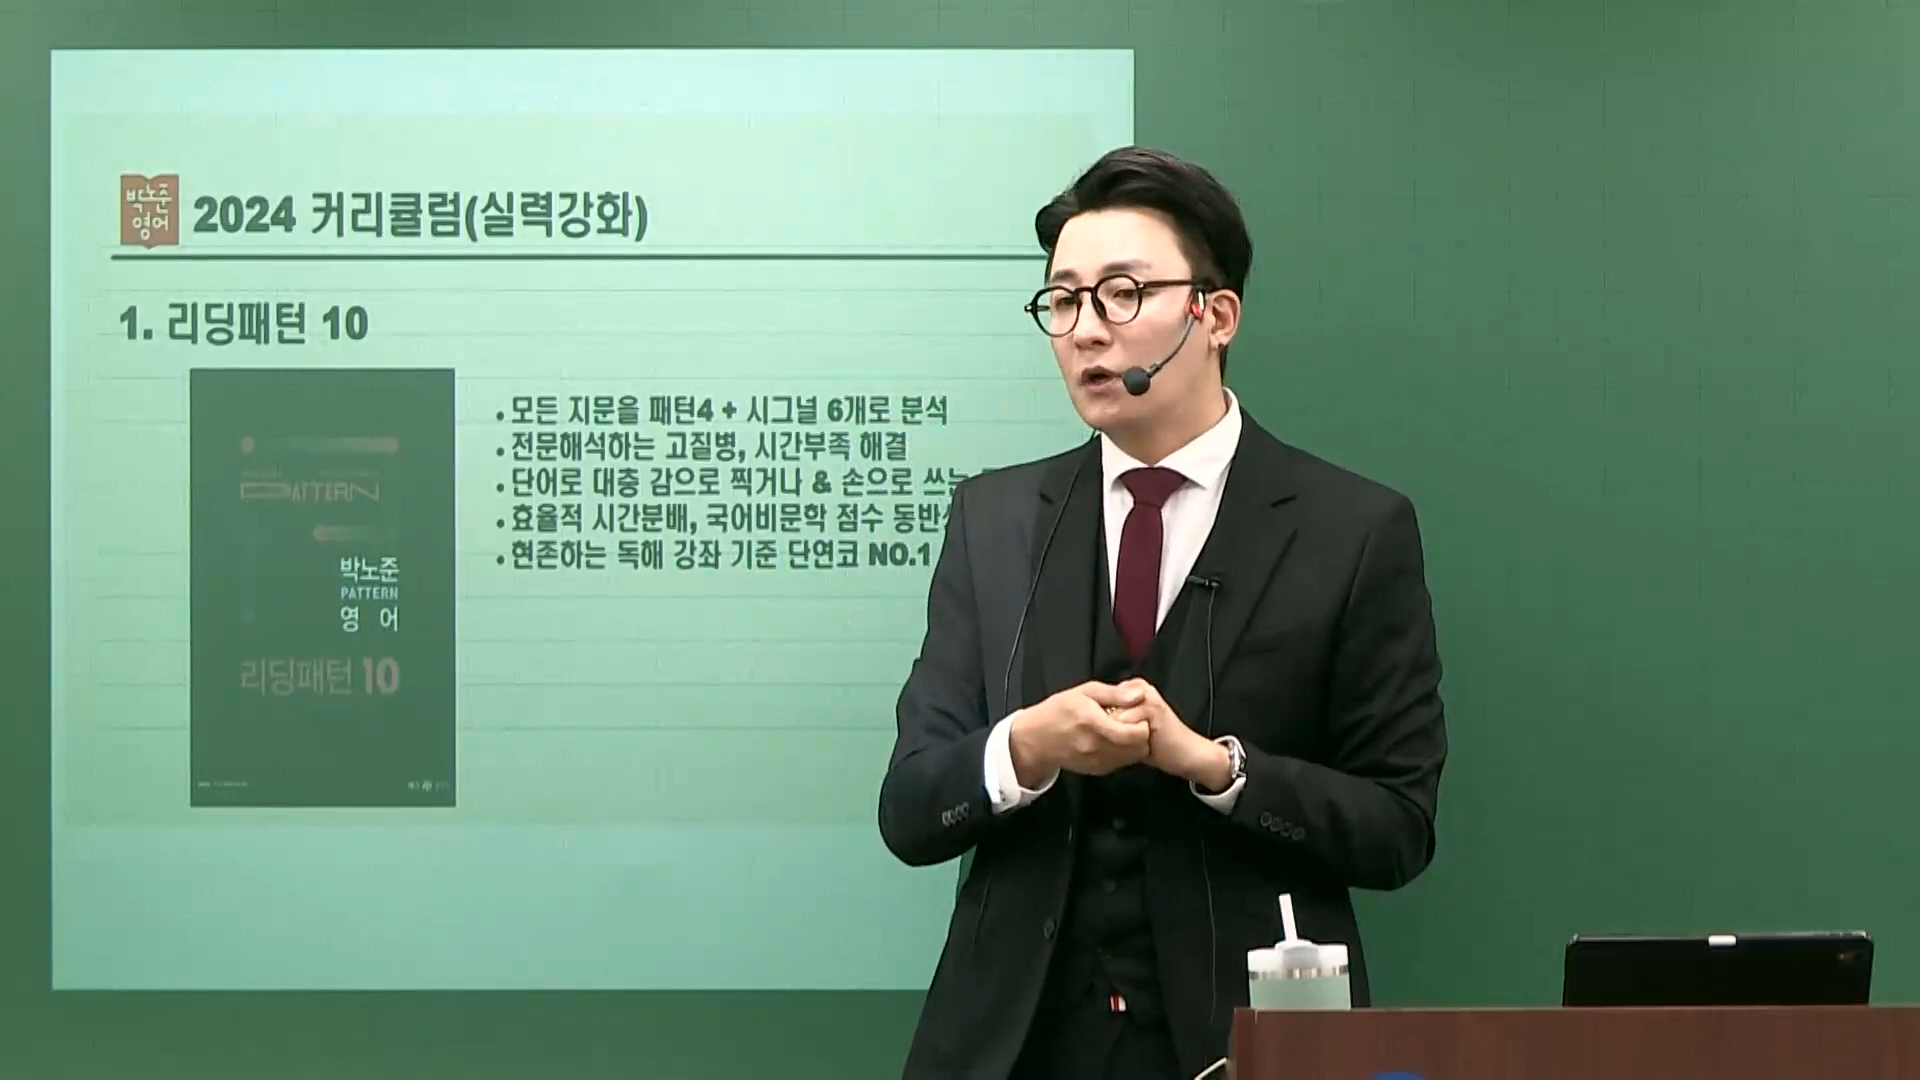 박노준
영어
2024 커리큘럼(실력강화)
1. 리딩패턴 10
• 모든 지문을 패턴4 + 시그널 6개로 분석
• 전문해석하는 고질병, 시간부족 해결
• 단어로 대충 감으로 찍거나 & 손으로 쓰는
• 효율적 시간분배, 국어비문학 점수 동반
• 현존하는 독해 강좌 기준 단연코 NO.1
PATTERN
박노준
PATTERN
영 어
리딩패턴 10